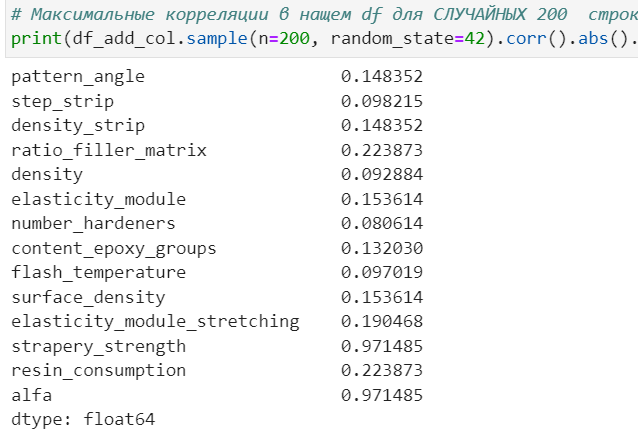 # Максимальные корреляции в нащем df для СЛУЧАЙНЫХ 200 строк
print(df_add_col.sample(n=200, random_state=42).corr().abs().
pattern_angle 0.148352
step_strip 0.098215
density_strip 0.148352
ratio_filler_matrix 0.223873
density 0.092884
elasticity_module 0.153614
number_hardeners 0.080614
content_epoxy_groups 0.132030
flash_temperature 0.097019
surface_density 0.153614
elasticity_module_stretching 0.190468
strapery_strength 0.971485
resin_consumption 0.223873
alfa 0.971485
dtype: float64